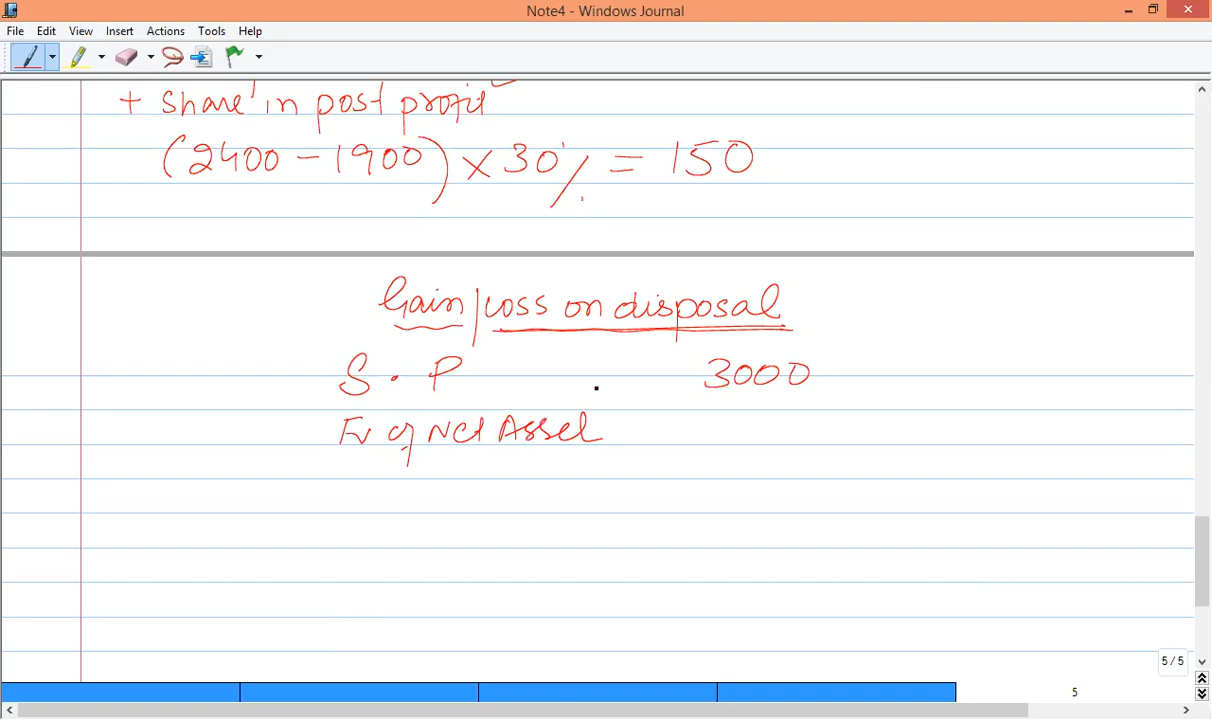 Note4 - Windows Journal
File Edit View Insert Actions Tools Help
+ share in post profit
(2400 - 1900) × 30% = 150
Gain/Loss on disposal
S. P 3000
Fv of Net Asset
5 / 5
5